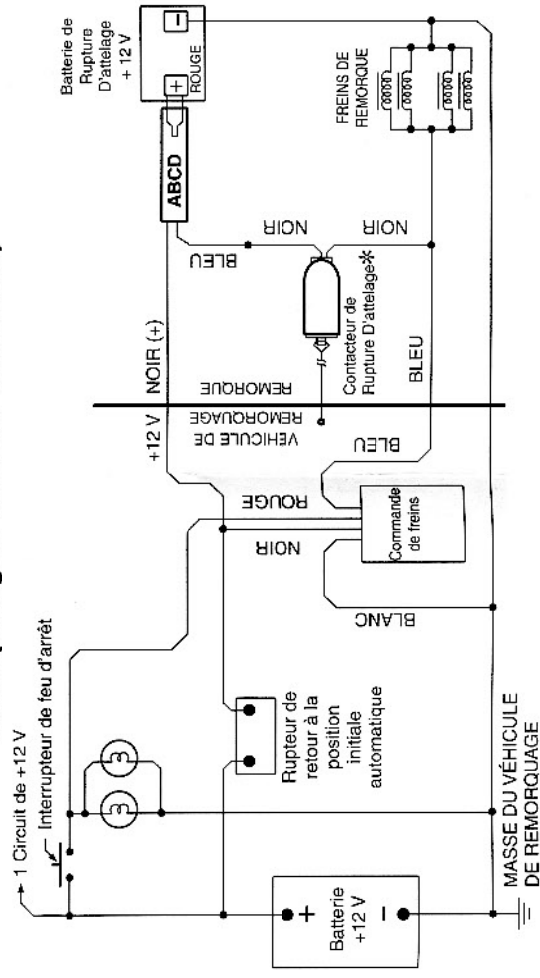 1 Circuit de +12 V
Interrupteur de feu d'arrêt
Batterie
+12 V
+
−
MASSE DU VÉHICULE
DE REMORQUAGE
Rupteur de
retour à la
position
initiale
automatique
BLANC
NOIR
ROUGE
BLEU
Commande
de freins
+12 V
NOIR (+)
VÉHICULE DE
REMORQUAGE
REMORQUE
Contacteur de
Rupture D'attelage*
BLEU
BLEU
NOIR
NOIR
ABCD
Batterie de
Rupture
D'attelage
+ 12 V
+
−
ROUGE
FREINS DE
REMORQUE